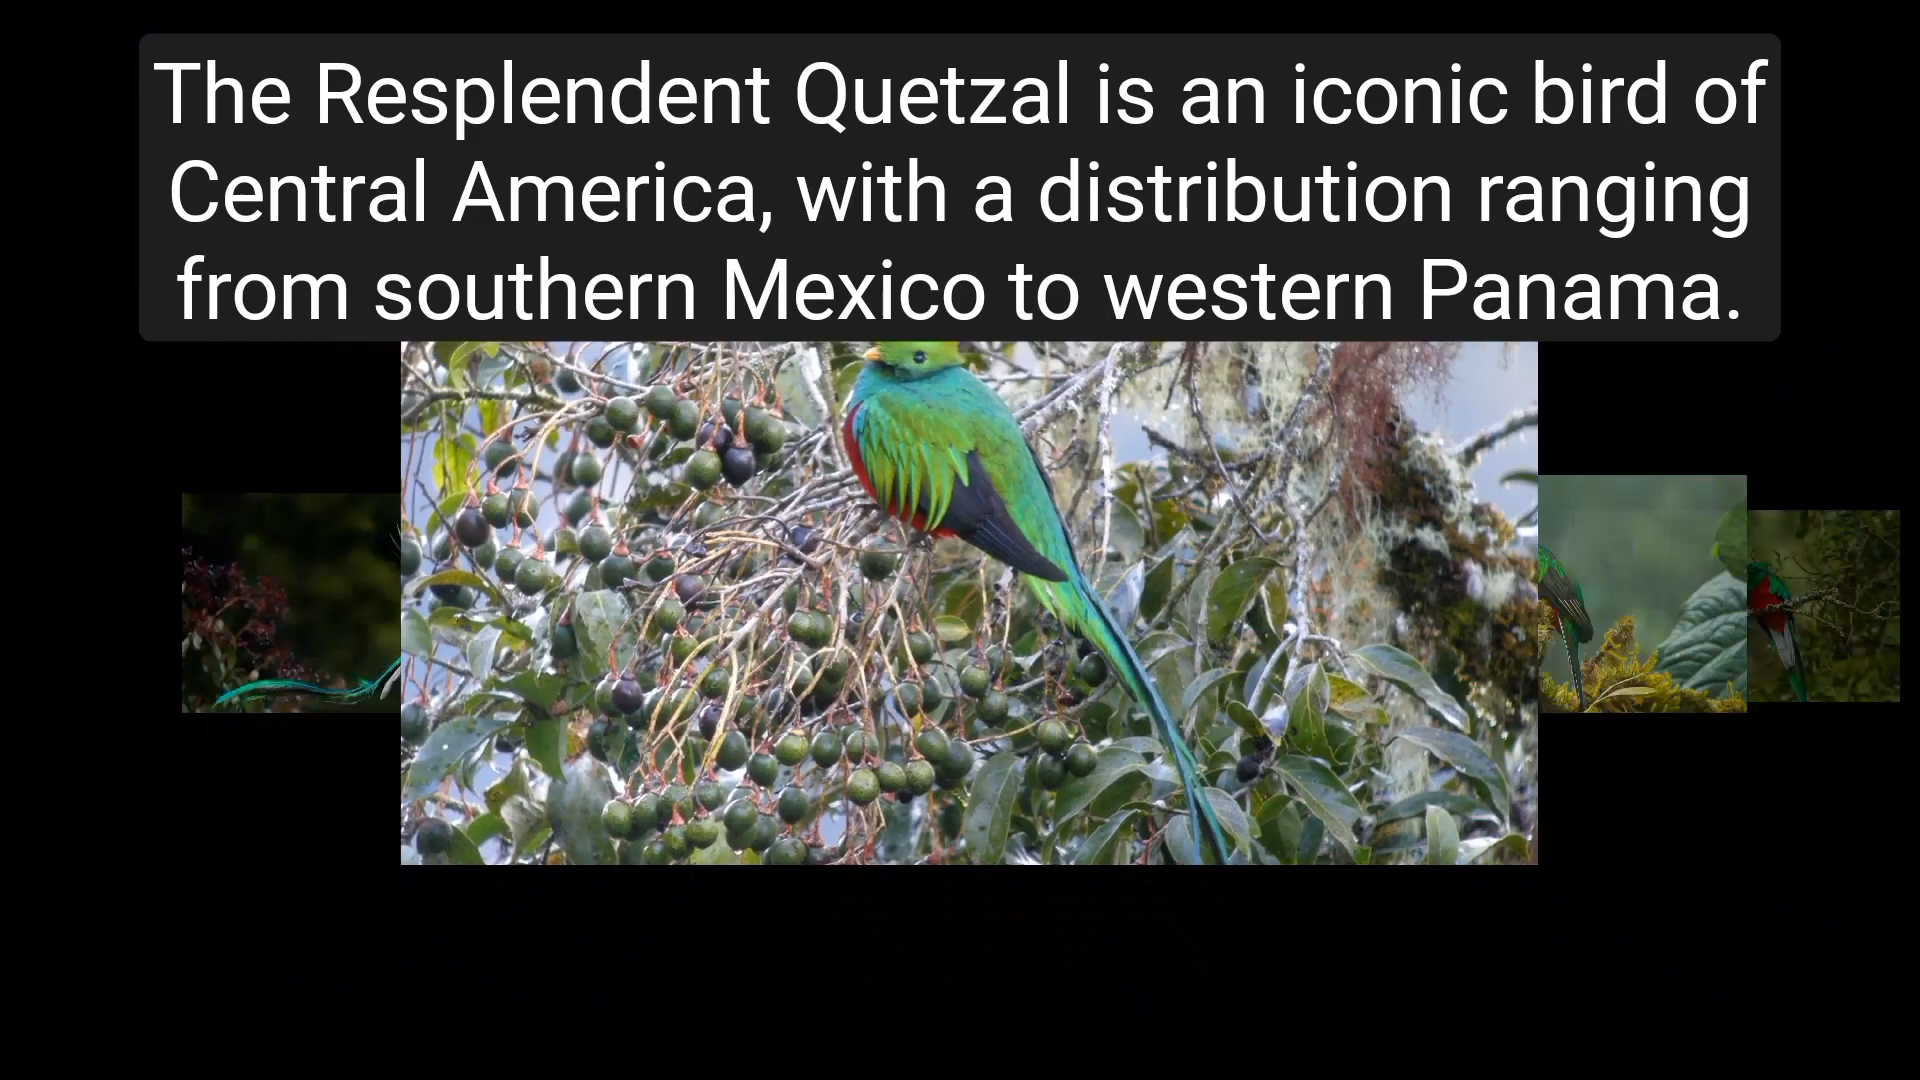 The Resplendent Quetzal is an iconic bird of
Central America, with a distribution ranging
from southern Mexico to western Panama.